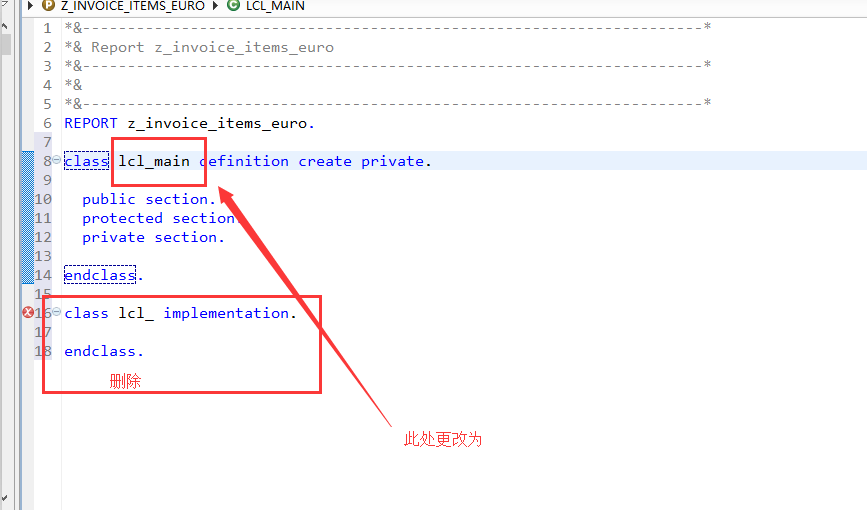 Z_INVOICE_ITEMS_EURO LCL_MAIN
1 *&---------------------------------------------------------------------*
2 *& Report z_invoice_items_euro
3 *&---------------------------------------------------------------------*
4 *&
5 *&---------------------------------------------------------------------*
6 REPORT z_invoice_items_euro.
7
8 class lcl_main definition create private.
9
10 public section.
11 protected section.
12 private section.
13
14 endclass.
15
16 class lcl_ implementation.
17
18 endclass.
删除
此处更改为